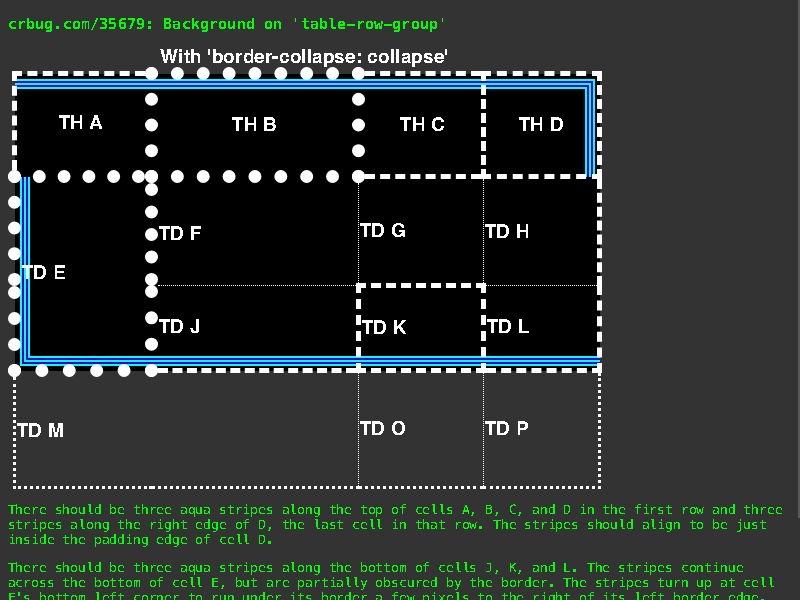 crbug.com/35679: Background on 'table-row-group'
With 'border-collapse: collapse'
TH A TH B TH C TH D
TD F TD G TD H
TD E
TD J TD K TD L
TD M TD O TD P
There should be three aqua stripes along the top of cells A, B, C, and D in the first row and three
stripes along the right edge of D, the last cell in that row. The stripes should align to be just
inside the padding edge of cell D.
There should be three aqua stripes along the bottom of cells J, K, and L. The stripes continue
across the bottom of cell E, but are partially obscured by the border. The stripes turn up at cell
E's bottom left corner to run under its border a few pixels to the right of its left border edge.